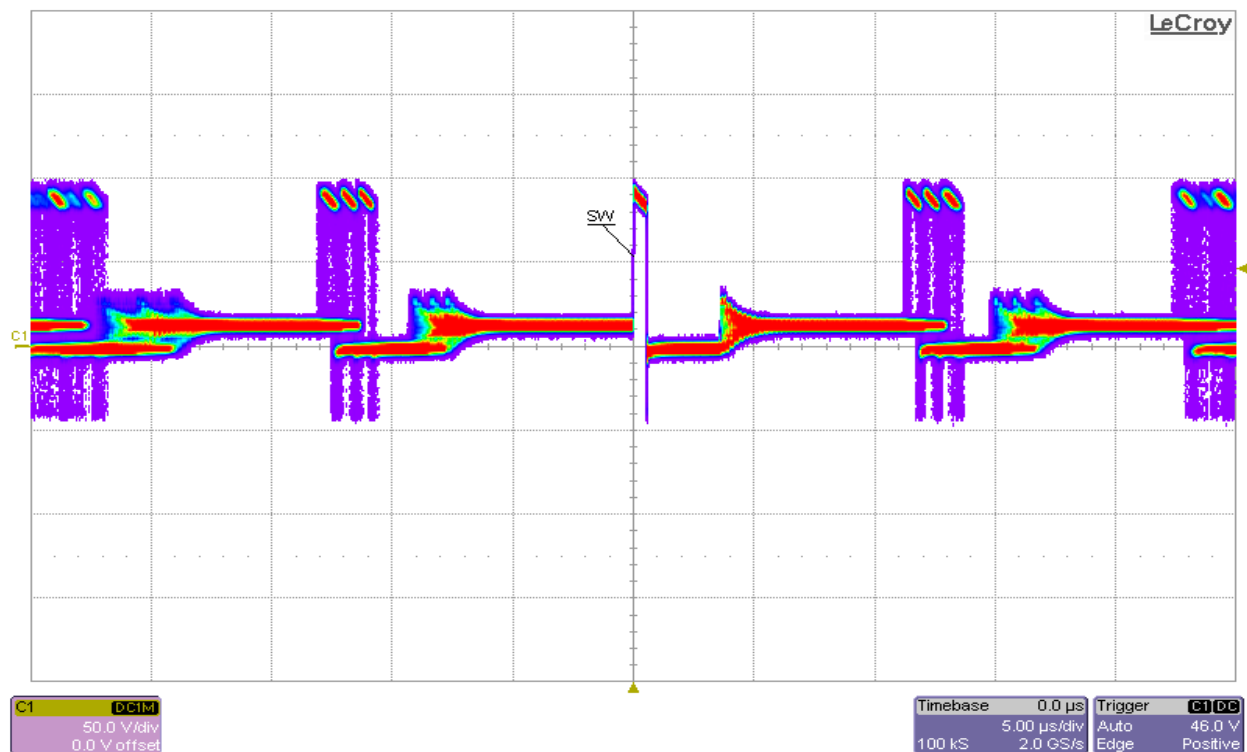 LeCroy
SW
C1
C1 DC1M
50.0 V/div
0.0 V offset
Timebase 0.0 µs
5.00 µs/div
100 kS 2.0 GS/s
Trigger C1 DC
Auto 46.0 V
Edge Positive